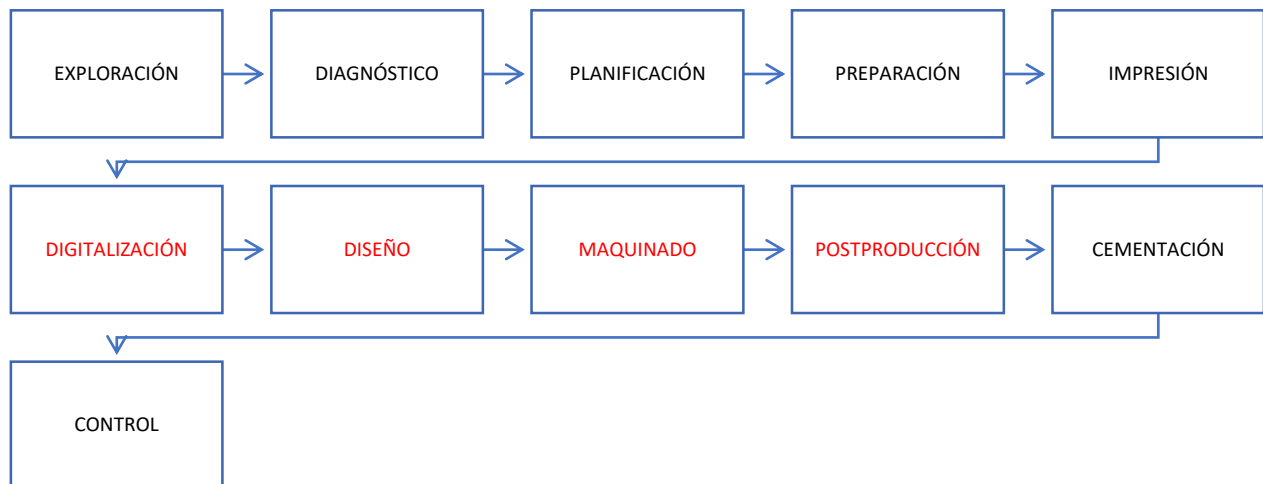 EXPLORACIÓN
DIAGNÓSTICO
PLANIFICACIÓN
PREPARACIÓN
IMPRESIÓN
DIGITALIZACIÓN
DISEÑO
MAQUINADO
POSTPRODUCCIÓN
CEMENTACIÓN
CONTROL